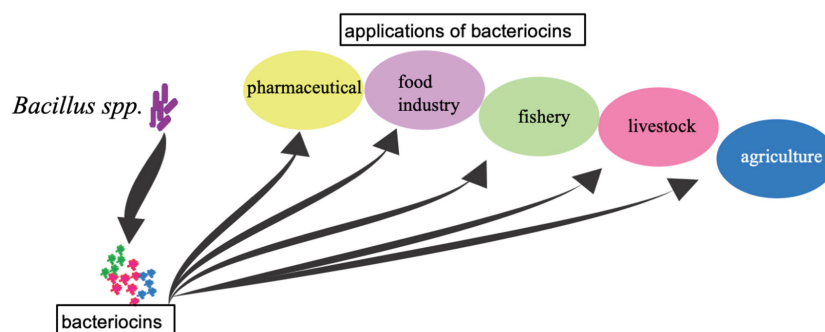 applications of bacteriocins
pharmaceutical
food
industry
fishery
livestock
agriculture
Bacillus spp.
bacteriocins